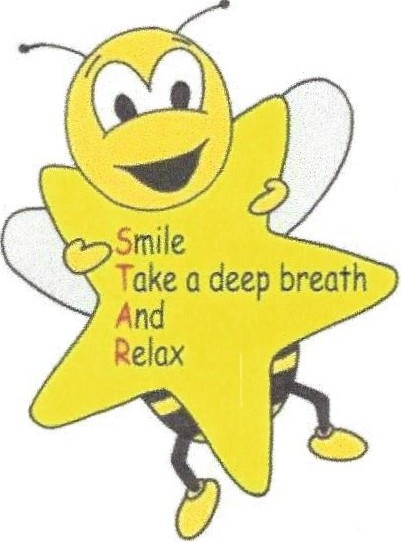 Smile
Take a deep breath
And
Relax